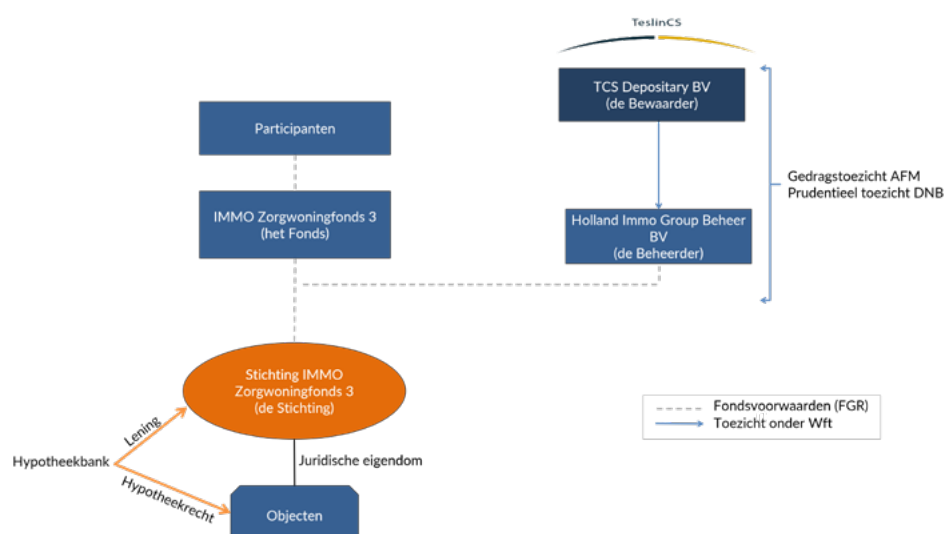 TeslinCS
TCS Depositary BV
(de Bewaarder)
Participanten
Gedragstoezicht AFM
Prudentieel toezicht DNB
IMMO Zorgwoningfonds 3
(het Fonds)
Holland Immo Group Beheer
BV
(de Beheerder)
Stichting IMMO
Zorgwoningfonds 3
(de Stichting)
Fondsvoorwaarden (FGR)
Toezicht onder Wft
Lening
Hypotheekbank
Juridische eigendom
Hypotheekrecht
Objecten